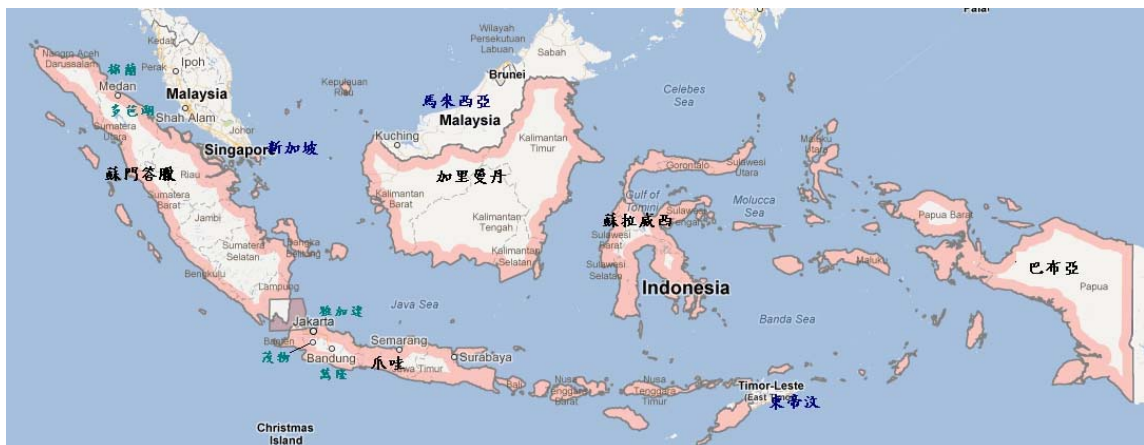 Palau
Wilayah
Persekutuan
Labuan
Sabah
Nangro Aceh
Darussalam
Kedah
Perak
Ipoh
棉蘭
Medan
Malaysia
Kepulauan
Riau
Brunei
馬來西亞
Malaysia
Celebes
Sea
多芭湖
Shah Alam
Sumatera
Utara
Johor
Singapore
新加坡
Kuching
Kalimantan
Timur
Maluku
Utara
Gorontalo
Sulawesi
Utara
蘇門答臘
Riau
Sumatera
Barat
加里曼丹
Kalimantan
Barat
Gulf of
Tomini
Molucca
Sea
蘇拉威西
Sulawesi
Tengah
Papua Barat
Jambi
Kalimantan
Tengah
Sulawesi
Barat
Bangka
Belitung
Sumatera
Selatan
Kalimantan
Selatan
Sulawesi
Selatan
Maluku
巴布亞
Papua
Bengkulu
Lampung
Indonesia
雅加達
Java Sea
Banda Sea
Jakarta
Banten
Semarang
茂物
Bandung
爪哇
Surabaya
萬隆
Jawa Timur
Bali
Nusa
Tenggara
Barat
Nusa
Tenggara
Timur
Timor-Leste
(East Timor)
東帝汶
Christmas
Island